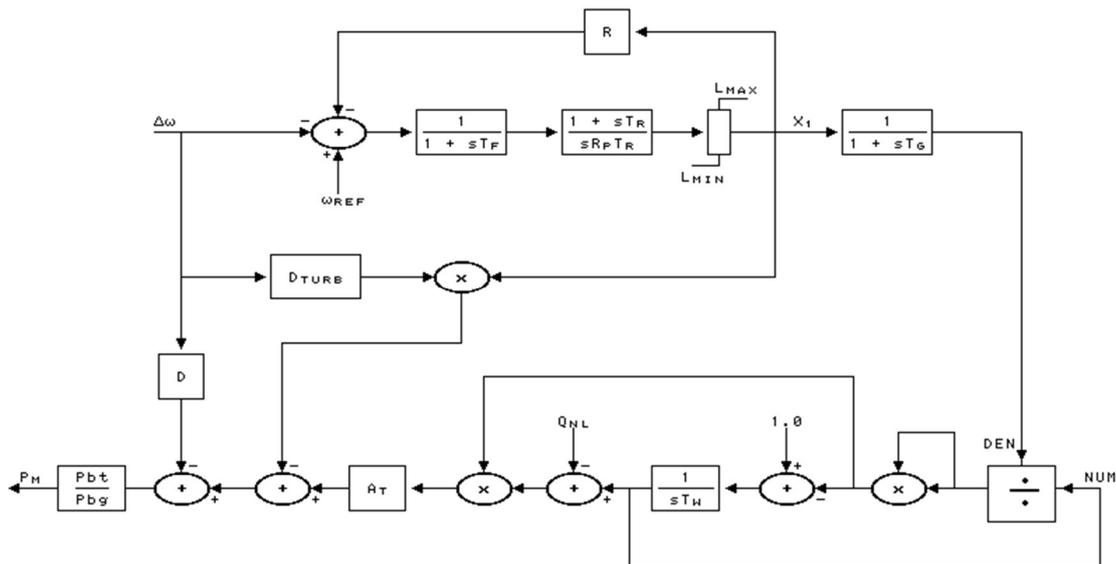 R
LMAX
Δω
-
-
+
1
1 + sTR
X1
1
1 + sTF
sRPTR
1 + sTG
+
LMIN
ωREF
DTURB
x
D
QNL
1.0
DEN
PM
Pbt
-
-
-
+
NUM
Pbg
+
+
+
+
AT
x
+
+
1
sTW
+
-
x
÷